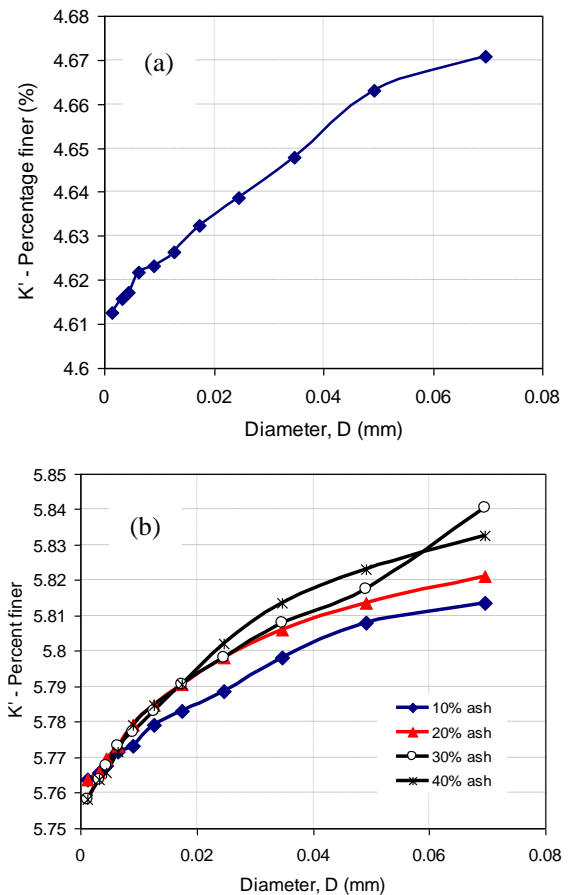 4.68
(a)
4.67
4.66
4.65
4.64
4.63
4.62
4.61
4.6
K' - Percentage finer (%)
0 0.02 0.04 0.06 0.08
Diameter, D (mm)
5.85
(b)
5.84
5.83
5.82
5.81
5.8
5.79
5.78
5.77
5.76
5.75
K' - Percent finer
10% ash
20% ash
30% ash
40% ash
0 0.02 0.04 0.06 0.08
Diameter, D (mm)